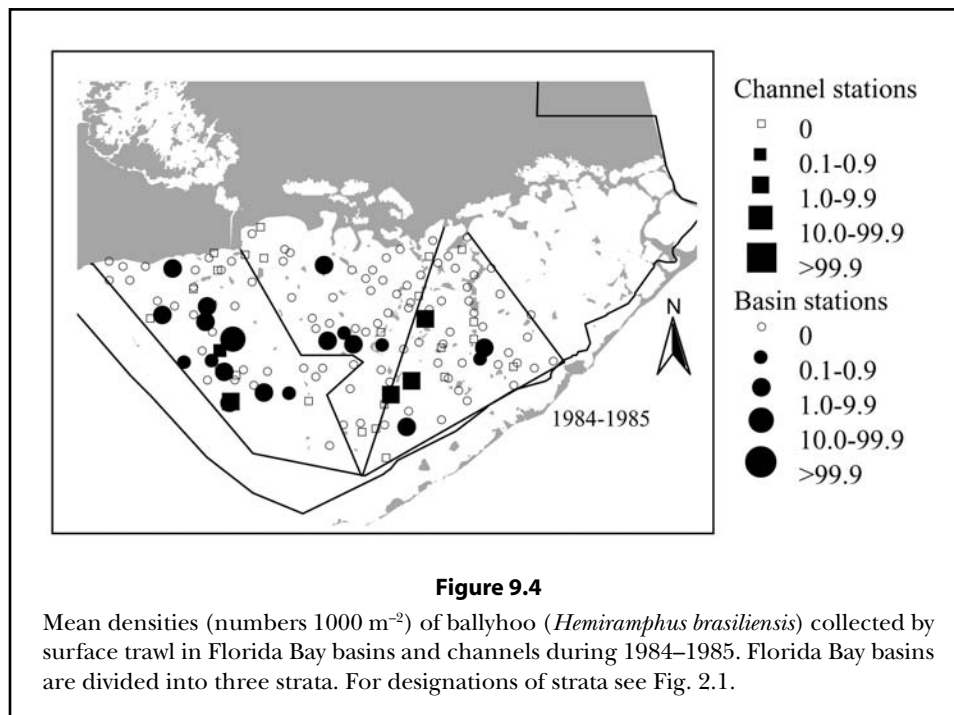 Channel stations
0
0.1-0.9
1.0-9.9
10.0-99.9
>99.9
Basin stations
0
0.1-0.9
1.0-9.9
10.0-99.9
>99.9
N
1984-1985
Figure 9.4
Mean densities (numbers 1000 m⁻²) of ballyhoo (Hemiramphus brasiliensis) collected by
surface trawl in Florida Bay basins and channels during 1984–1985. Florida Bay basins
are divided into three strata. For designations of strata see Fig. 2.1.